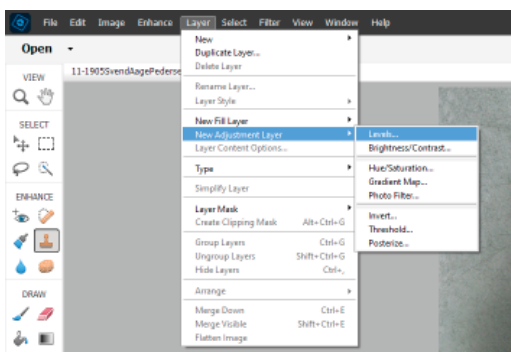 File Edit Image Enhance Layer Select Filter View Window Help
Open
11-1905SvendAagePederse
VIEW
SELECT
ENHANCE
DRAW
New
Duplicate Layer...
Delete Layer
Rename Layer...
Layer Style
New Fill Layer
New Adjustment Layer
Layer Content Options...
Type
Simplify Layer
Layer Mask
Create Clipping Mask Alt+Ctrl+G
Group Layers Ctrl+G
Ungroup Layers Shift+Ctrl+G
Hide Layers Ctrl+,
Arrange
Merge Down Ctrl+E
Merge Visible Shift+Ctrl+E
Flatten Image
Levels...
Brightness/Contrast...
Hue/Saturation...
Gradient Map...
Photo Filter...
Invert...
Threshold...
Posterize...